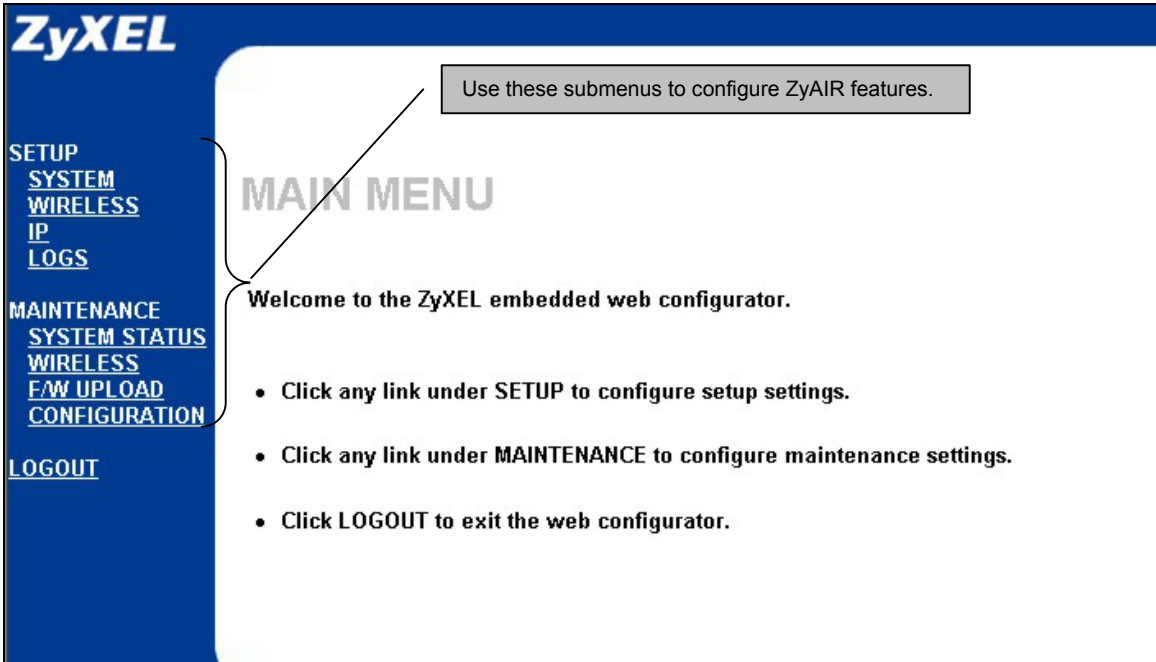 ZyXEL
Use these submenus to configure ZyAIR features.
SETUP
SYSTEM
WIRELESS
IP
LOGS
MAINTENANCE
SYSTEM STATUS
WIRELESS
F/W UPLOAD
CONFIGURATION
LOGOUT
MAIN MENU
Welcome to the ZyXEL embedded web configurator.
• Click any link under SETUP to configure setup settings.
• Click any link under MAINTENANCE to configure maintenance settings.
• Click LOGOUT to exit the web configurator.